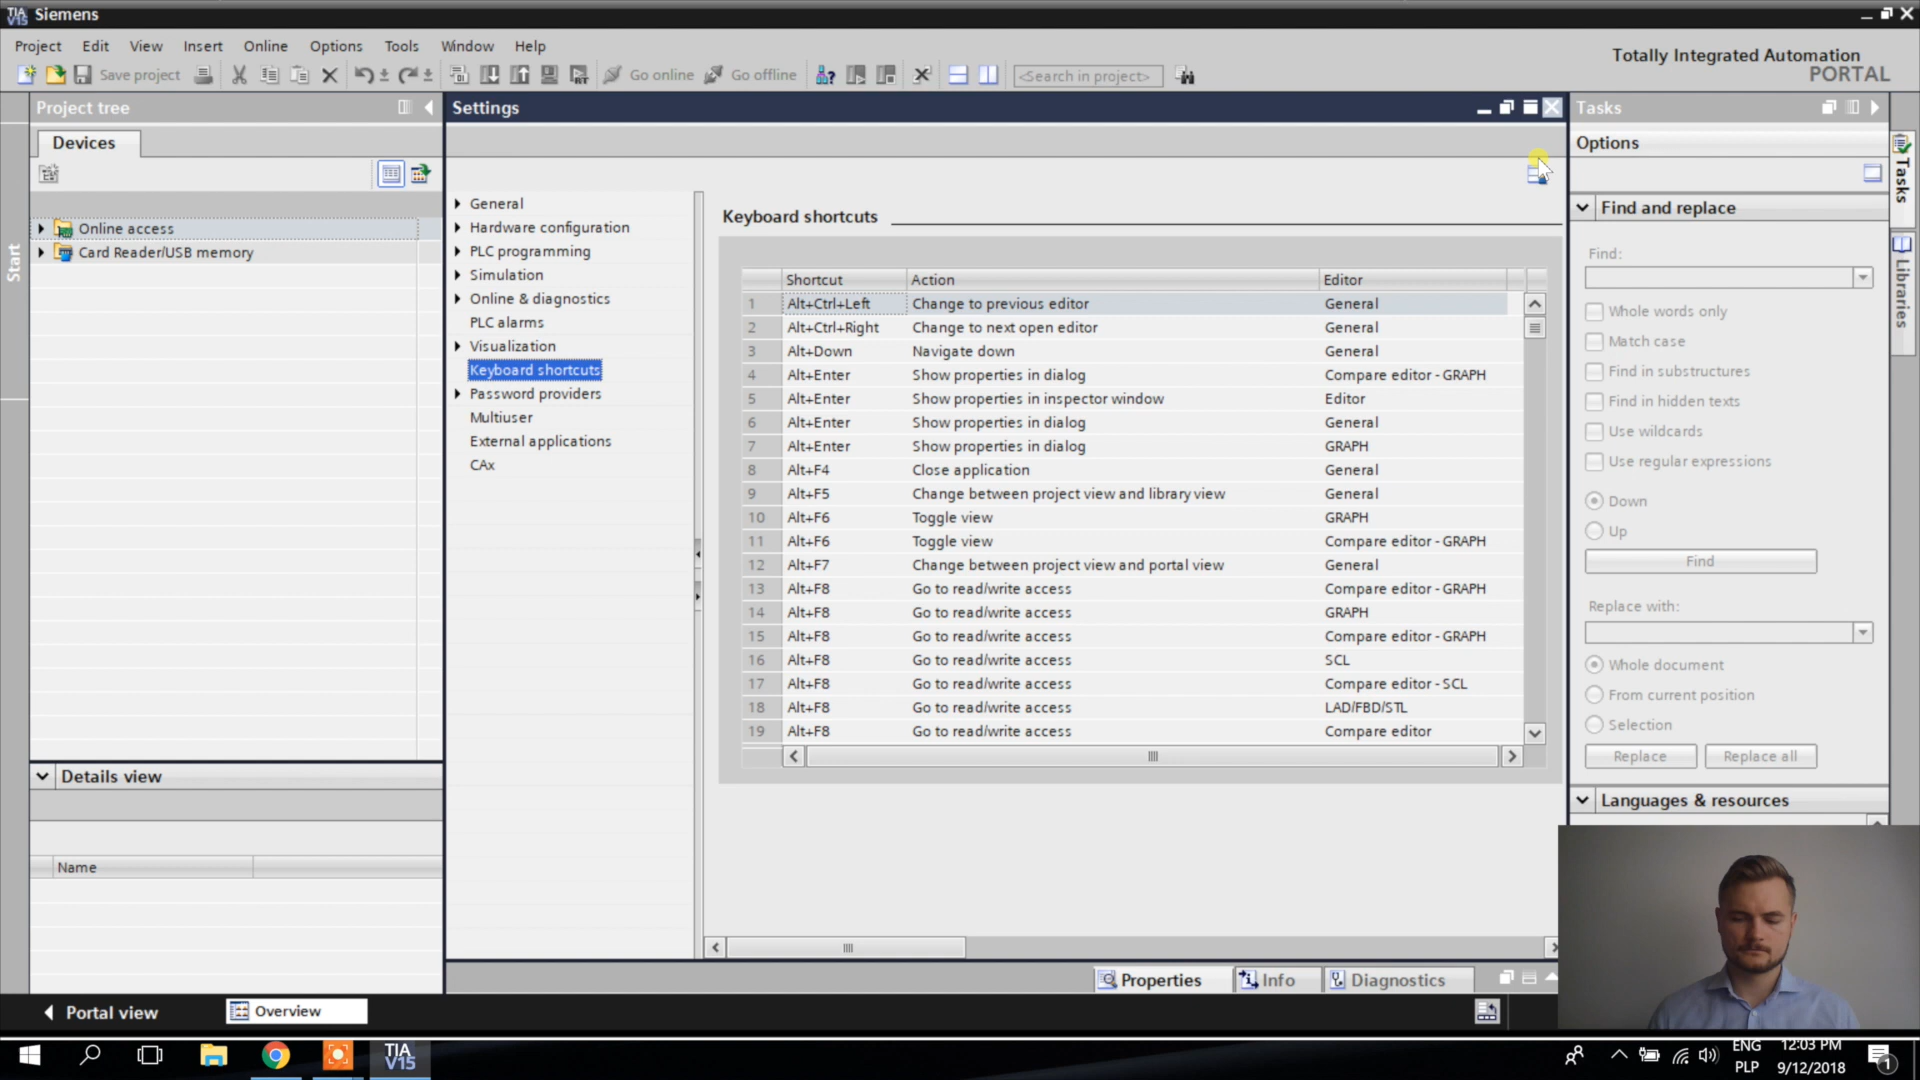 TIA V15 Siemens
Project Edit View Insert Online Options Tools Window Help
Totally Integrated Automation
PORTAL
Save project Go online Go offline <Search in project>
Project tree
Devices
Start
Online access
Card Reader/USB memory
Details view
Name
Settings
General
Hardware configuration
PLC programming
Simulation
Online & diagnostics
PLC alarms
Visualization
Keyboard shortcuts
Password providers
Multiuser
External applications
CAx
Keyboard shortcuts
Shortcut Action Editor
1 Alt+Ctrl+Left Change to previous editor General
2 Alt+Ctrl+Right Change to next open editor General
3 Alt+Down Navigate down General
4 Alt+Enter Show properties in dialog Compare editor - GRAPH
5 Alt+Enter Show properties in inspector window Editor
6 Alt+Enter Show properties in dialog General
7 Alt+Enter Show properties in dialog GRAPH
8 Alt+F4 Close application General
9 Alt+F5 Change between project view and library view General
10 Alt+F6 Toggle view GRAPH
11 Alt+F6 Toggle view Compare editor - GRAPH
12 Alt+F7 Change between project view and portal view General
13 Alt+F8 Go to read/write access Compare editor - GRAPH
14 Alt+F8 Go to read/write access GRAPH
15 Alt+F8 Go to read/write access Compare editor - GRAPH
16 Alt+F8 Go to read/write access SCL
17 Alt+F8 Go to read/write access Compare editor - SCL
18 Alt+F8 Go to read/write access LAD/FBD/STL
19 Alt+F8 Go to read/write access Compare editor
Properties Info Diagnostics
Tasks
Options
Find and replace
Find:
Whole words only
Match case
Find in substructures
Find in hidden texts
Use wildcards
Use regular expressions
Down
Up
Find
Replace with:
Whole document
From current position
Selection
Replace Replace all
Languages & resources
Tasks
Libraries
Portal view Overview
TIA V15
ENG 12:03 PM
PLP 9/12/2018
1